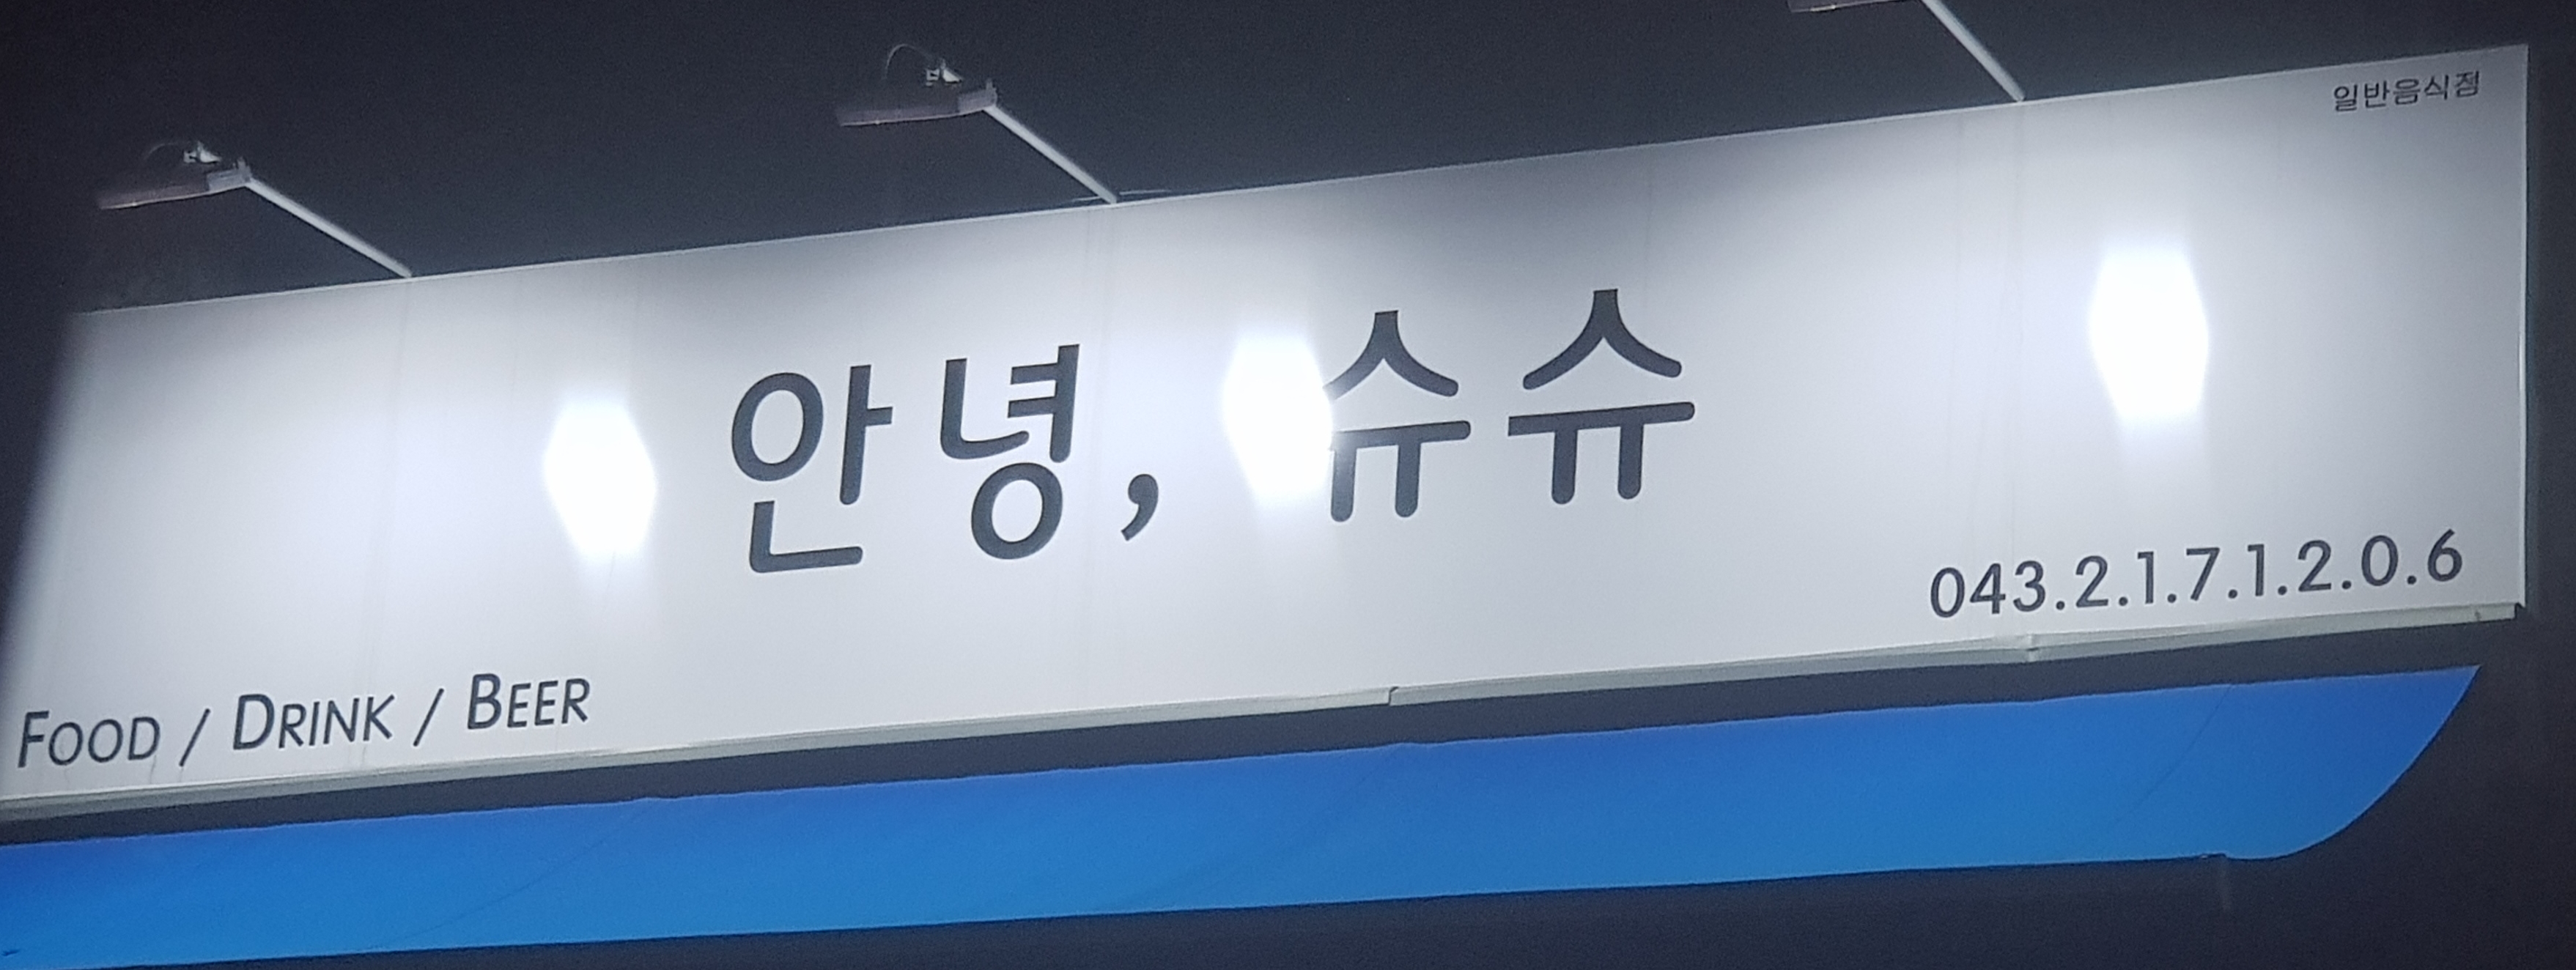 일반음식점
안녕, 슈슈
043.2.1.7.1.2.0.6
FOOD / DRINK / BEER